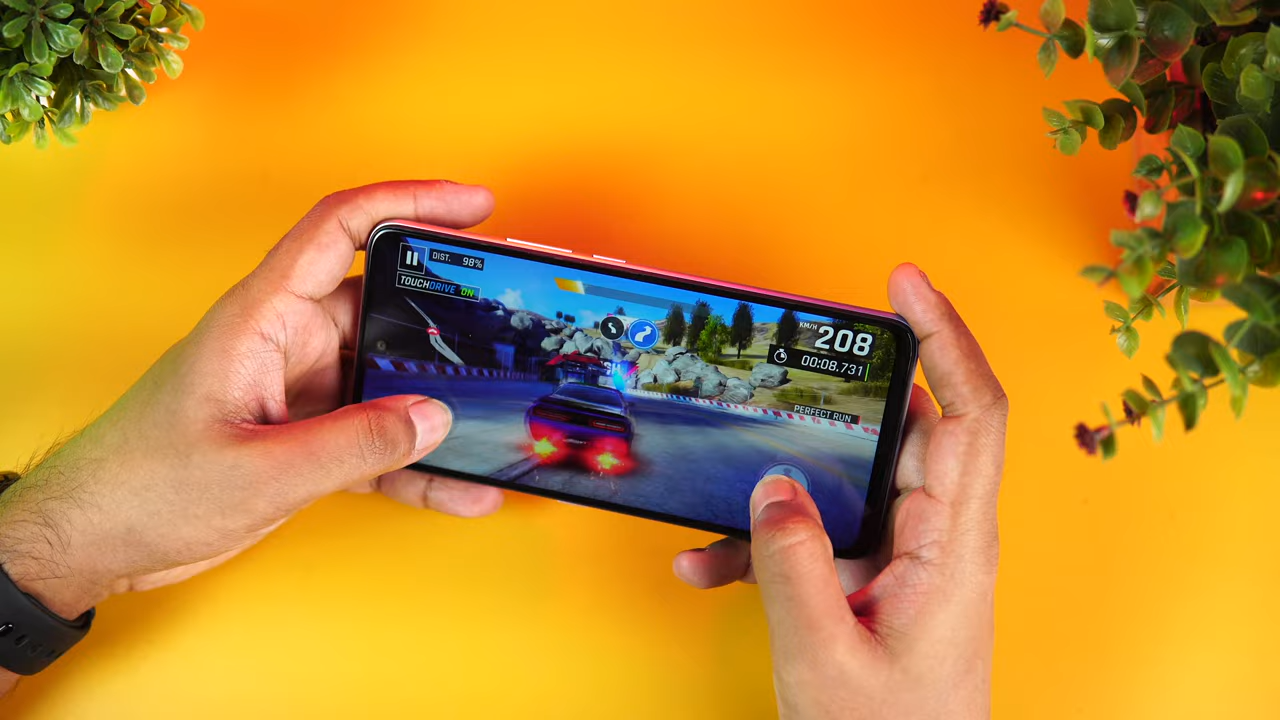 DIST. 98%
TOUCHDRIVE ON
KM/H 208
00:08.731
PERFECT RUN